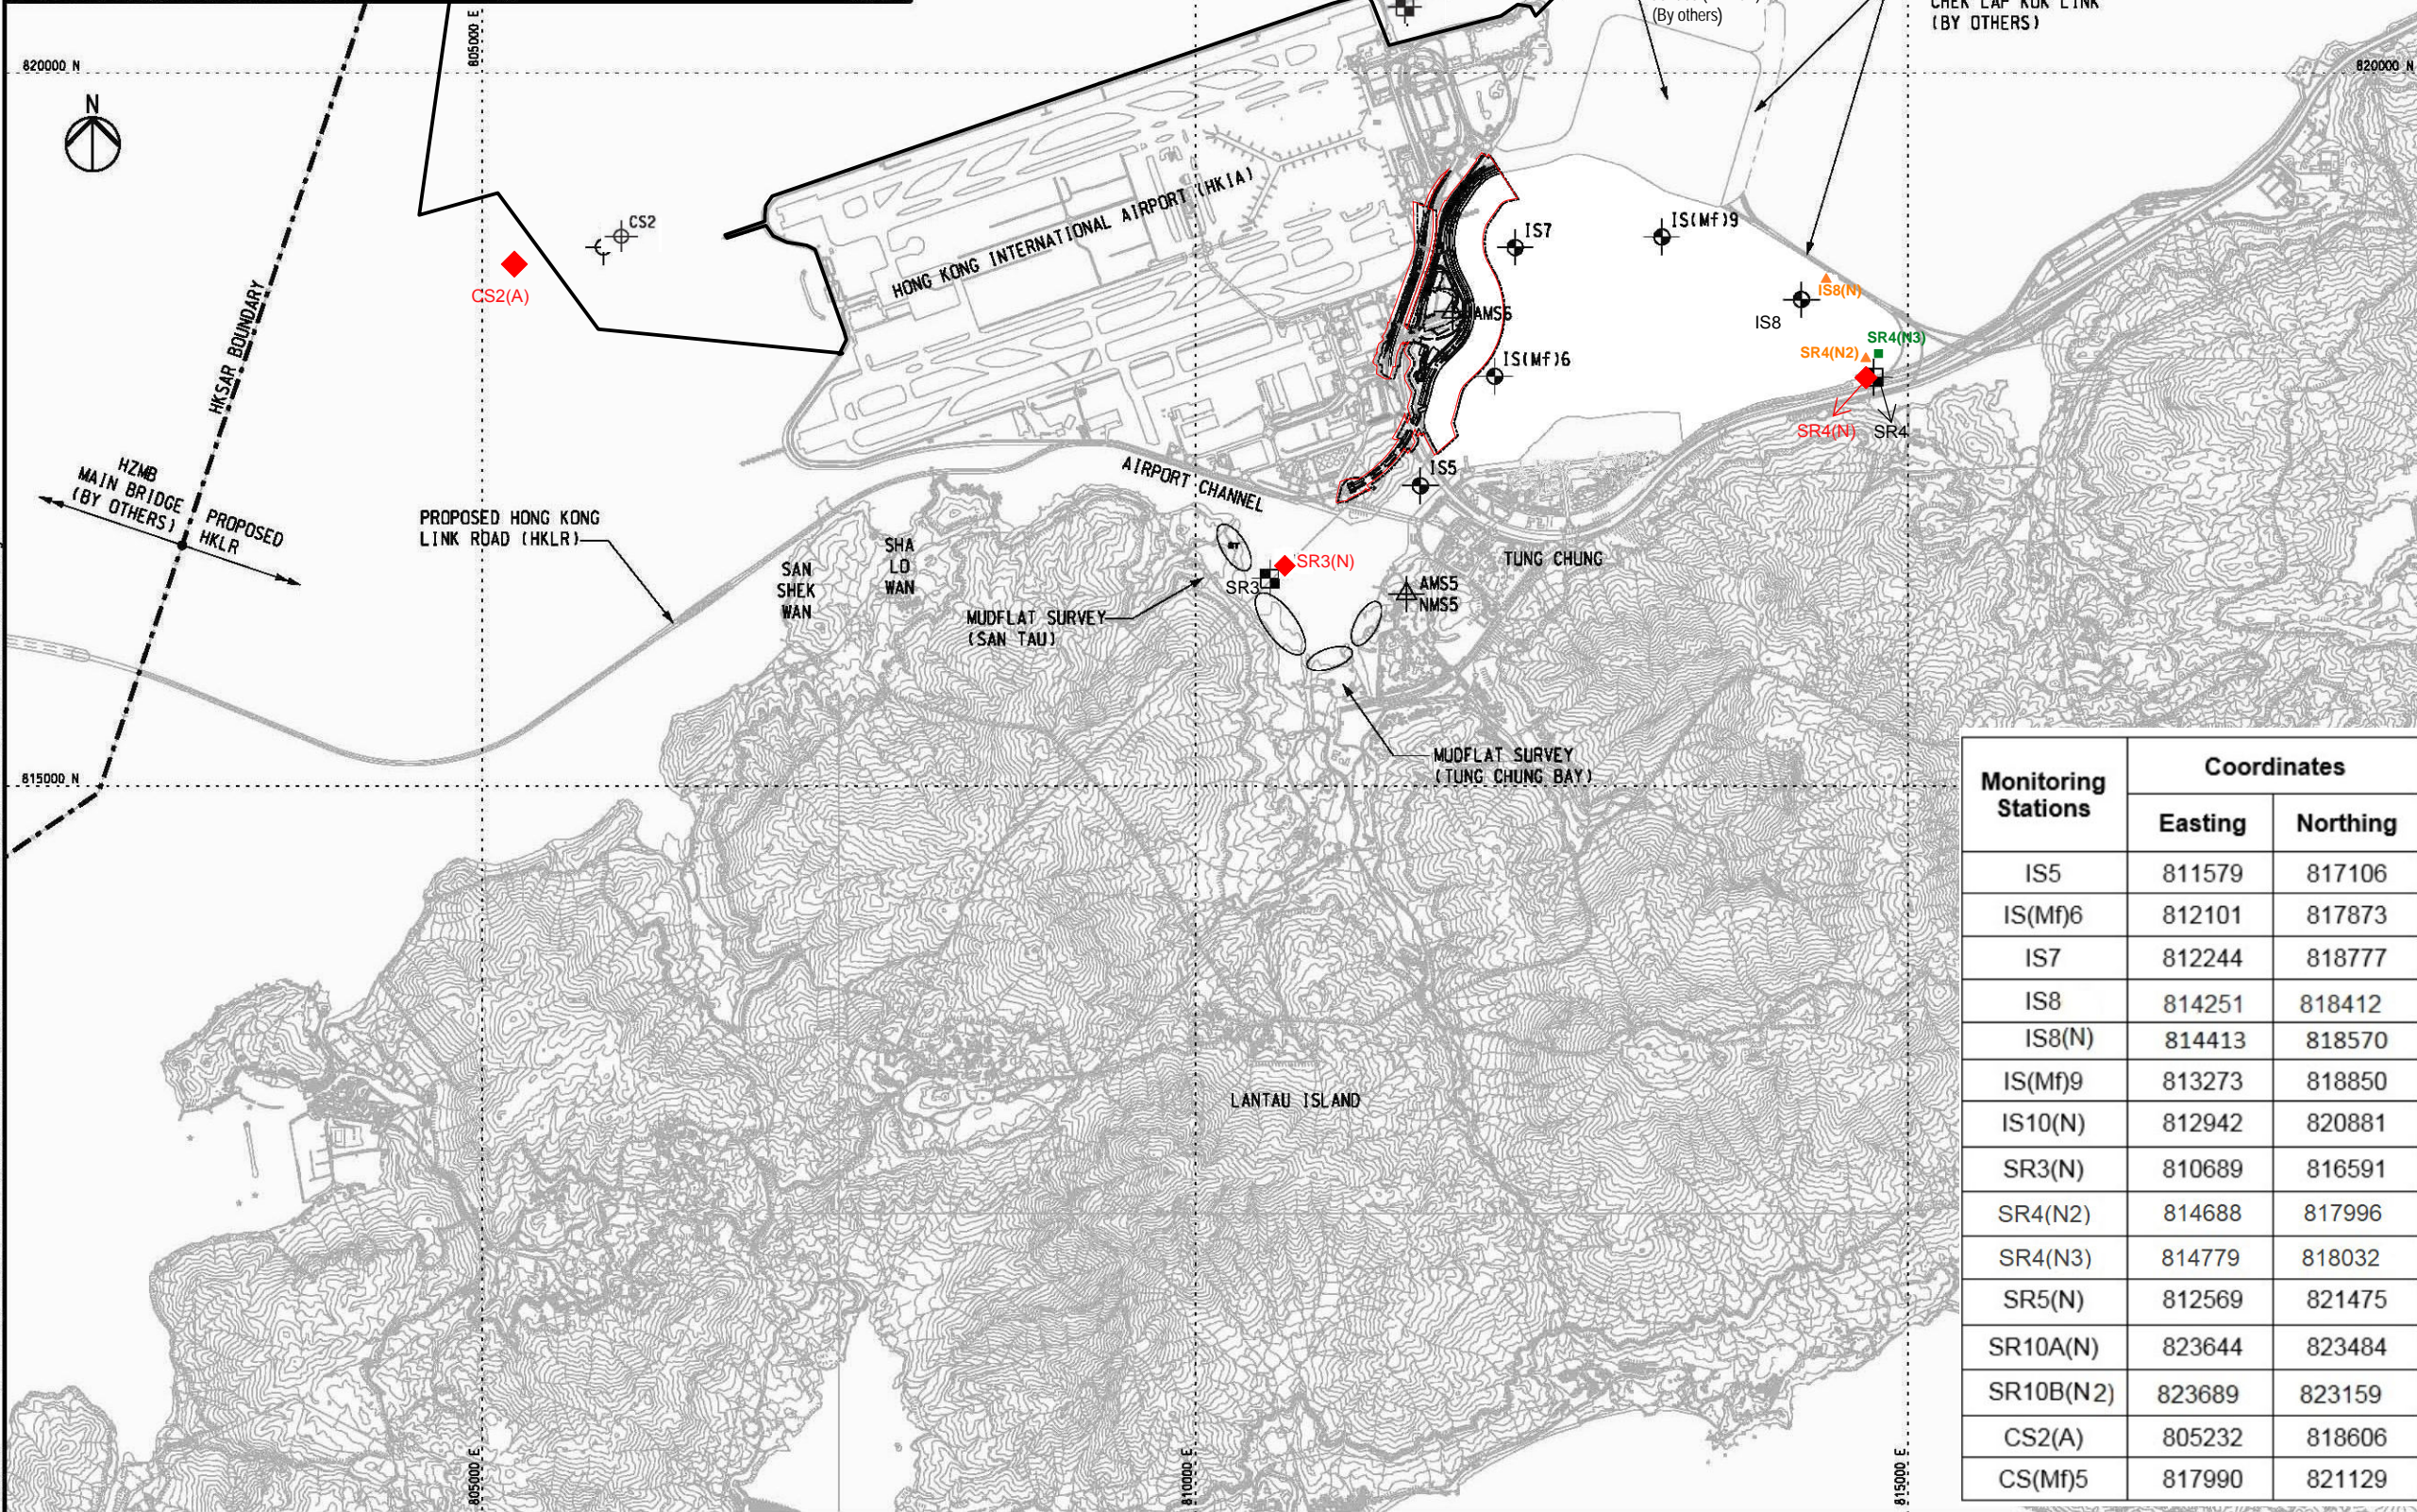 (By others)
CHEK LAP KOK LINK
(BY OTHERS)
805000 E
820000 N
820000 N
N
CS2
CS2(A)
HKSAR BOUNDARY
HONG KONG INTERNATIONAL AIRPORT (HKIA)
IS7
IS(Mf)9
IS8(N)
IS8
AMS6
IS(Mf)6
SR4(N3)
SR4(N2)
SR4(N)
SR4
HZMB
MAIN BRIDGE
(BY OTHERS)
PROPOSED
HKLR
PROPOSED HONG KONG
LINK ROAD (HKLR)
AIRPORT CHANNEL
IS5
SAN
SHEK
WAN
SHA
LO
WAN
TUNG CHUNG
SR3(N)
SR3
AMS5
NMS5
MUDFLAT SURVEY
(SAN TAU)
MUDFLAT SURVEY
(TUNG CHUNG BAY)
815000 N
LANTAU ISLAND
805000 E
810000 E
815000 E
Monitoring
Stations
Coordinates
Easting Northing
IS5 811579 817106
IS(Mf)6 812101 817873
IS7 812244 818777
IS8 814251 818412
IS8(N) 814413 818570
IS(Mf)9 813273 818850
IS10(N) 812942 820881
SR3(N) 810689 816591
SR4(N2) 814688 817996
SR4(N3) 814779 818032
SR5(N) 812569 821475
SR10A(N) 823644 823484
SR10B(N2) 823689 823159
CS2(A) 805232 818606
CS(Mf)5 817990 821129